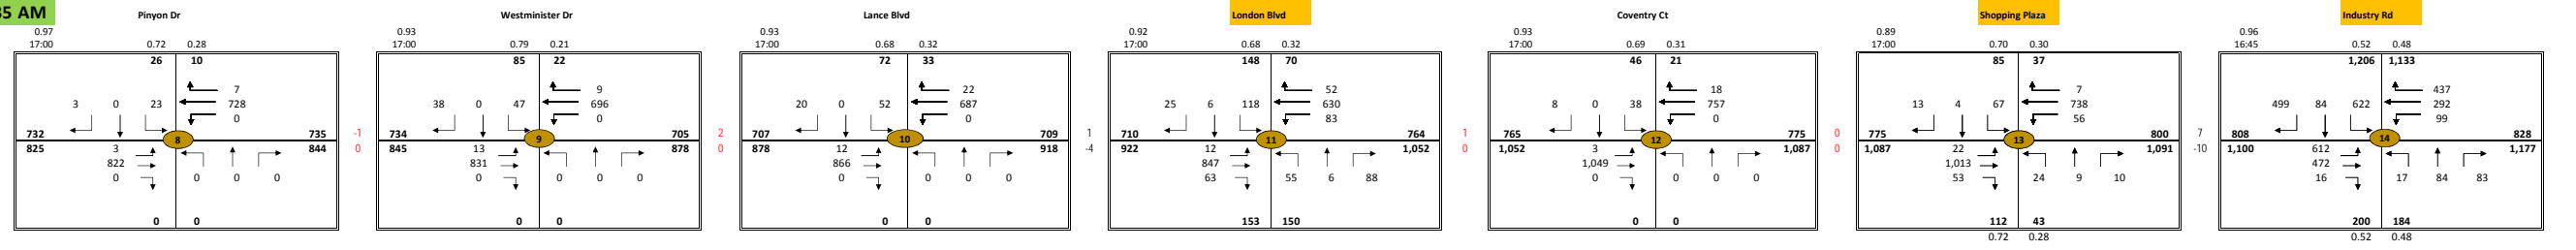 35 AM
Pinyon Dr Westminister Dr Lance Blvd London Blvd Coventry Ct Shopping Plaza Industry Rd
0.97 0.93 0.93 0.92 0.93 0.89 0.96
17:00 0.72 0.28 17:00 0.79 0.21 17:00 0.68 0.32 17:00 0.68 0.32 17:00 0.69 0.31 17:00 0.70 0.30 16:45 0.52 0.48
26 10 85 22 72 33 148 70 46 21 85 37 1,206 1,133
7 9 22 52 18 7 437
3 0 23 728 38 0 47 696 20 0 52 687 25 6 118 630 8 0 38 757 13 4 67 738 499 84 622 292
0 0 0 83 0 56 99
732 8 735 -1 734 9 705 2 707 10 709 1 710 11 764 1 765 12 775 0 775 13 800 7 808 14 828
825 3 844 0 845 13 878 0 878 12 918 -4 922 12 1,052 0 1,052 3 1,087 0 1,087 22 1,091 -10 1,100 612 1,177
822 831 866 847 1,049 1,013 472
0 0 0 0 0 0 0 0 0 0 0 0 63 55 6 88 0 0 0 0 53 24 9 10 16 17 84 83
0 0 0 0 0 0 153 150 0 0 112 43 200 184
0.72 0.28 0.52 0.48